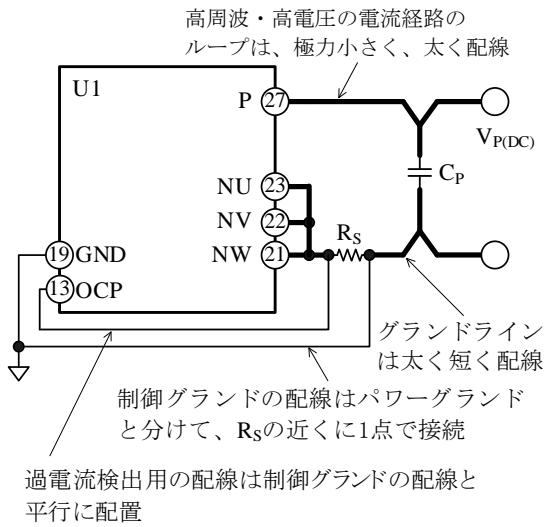 高周波・高電圧の電流経路の
ループは、極力小さく、太く配線
U1
P 27
VP(DC)
CP
NU 23
NV 22
NW 21
RS
19 GND
13 OCP
グランドライン
は太く短く配線
制御グランドの配線はパワーグランド
と分けて、RSの近くに1点で接続
過電流検出用の配線は制御グランドの配線と
平行に配置